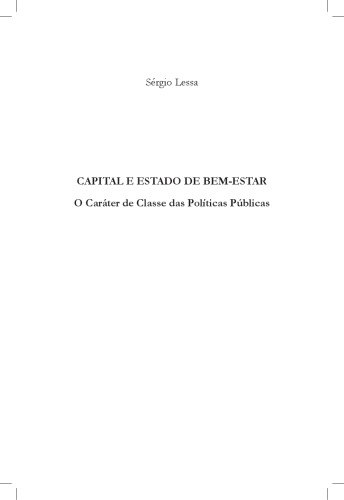 Sérgio Lessa
CAPITAL E ESTADO DE BEM-ESTAR
O Caráter de Classe das Políticas Públicas